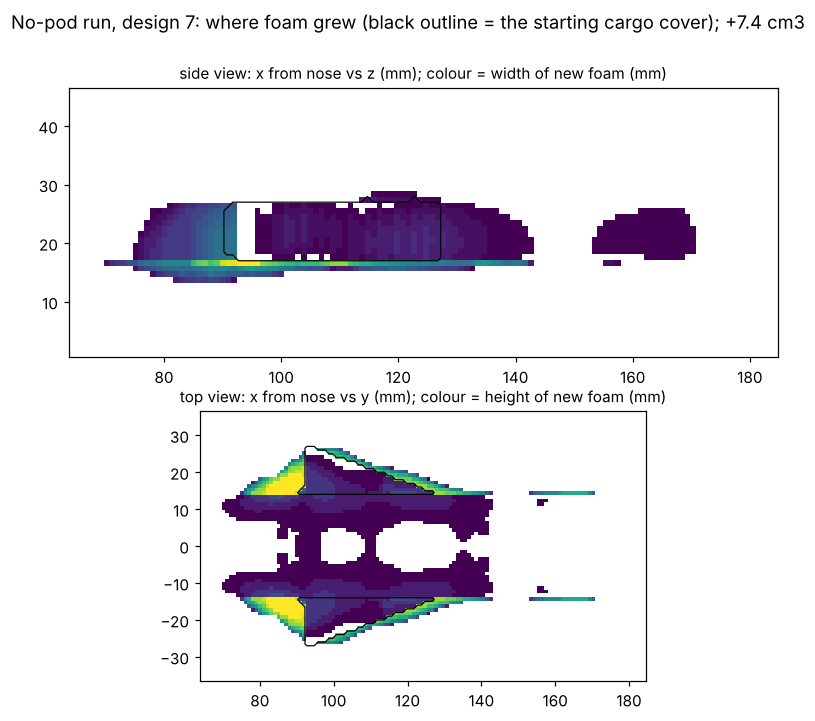 No-pod run, design 7: where foam grew (black outline = the starting cargo cover); +7.4 cm3
side view: x from nose vs z (mm); colour = width of new foam (mm)
40
30
20
10
80 100 120 140 160 180
top view: x from nose vs y (mm); colour = height of new foam (mm)
30
20
10
0
−10
−20
−30
80 100 120 140 160 180